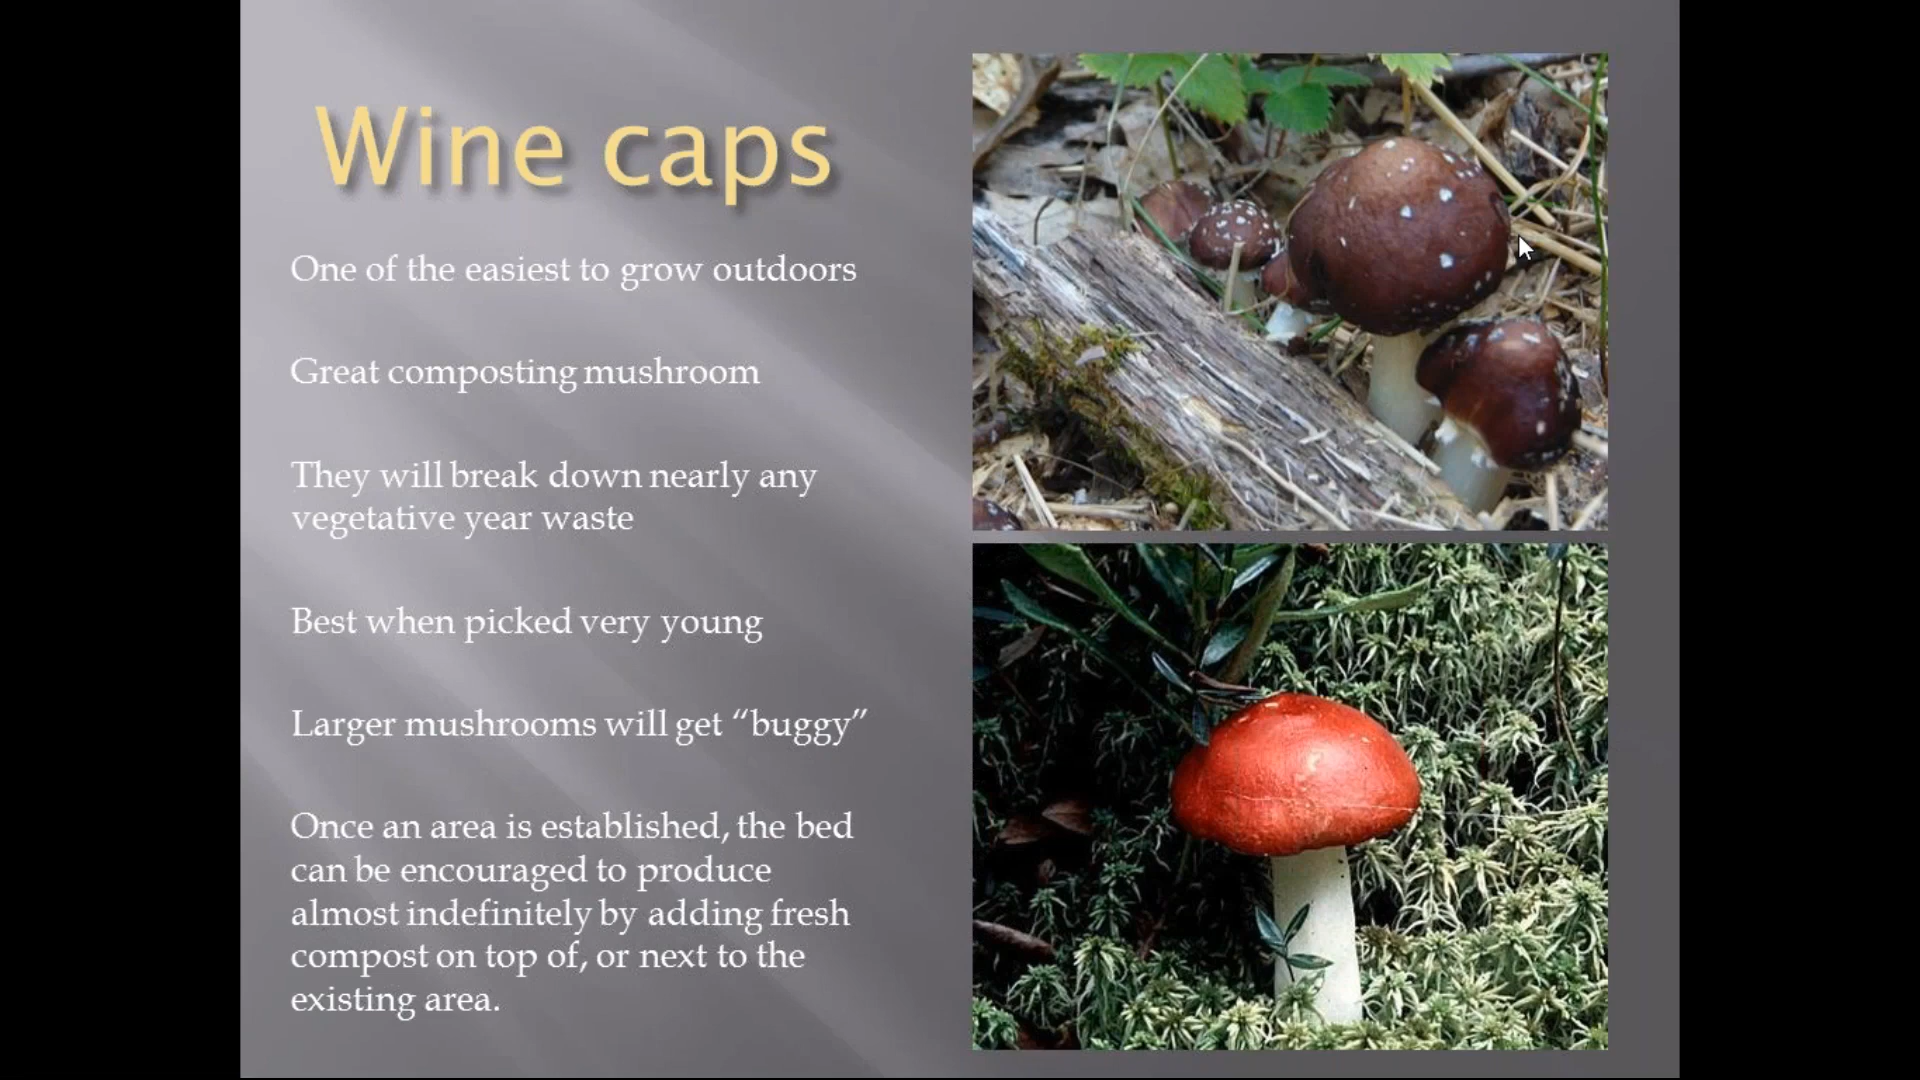 Wine caps
One of the easiest to grow outdoors
Great composting mushroom
They will break down nearly any
vegetative year waste
Best when picked very young
Larger mushrooms will get “buggy”
Once an area is established, the bed
can be encouraged to produce
almost indefinitely by adding fresh
compost on top of, or next to the
existing area.